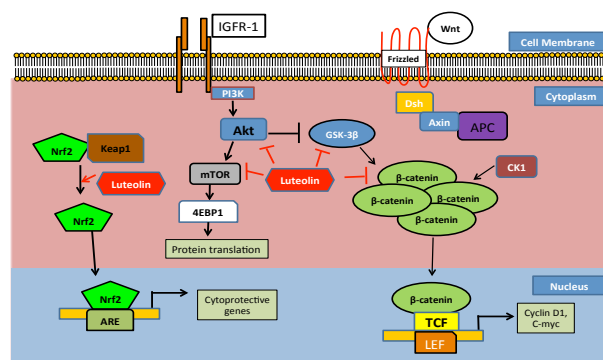 IGFR-1
Wnt
Cell Membrane
Frizzled
PI3K
Dsh
Cytoplasm
Akt
GSK-3β
Axin
APC
Nrf2
Keap1
mTOR
Luteolin
β-catenin
CK1
Luteolin
β-catenin
β-catenin
β-catenin
4EBP1
Nrf2
Protein translation
Nucleus
Nrf2
ARE
Cytoprotective
genes
β-catenin
TCF
LEF
Cyclin D1,
C-myc